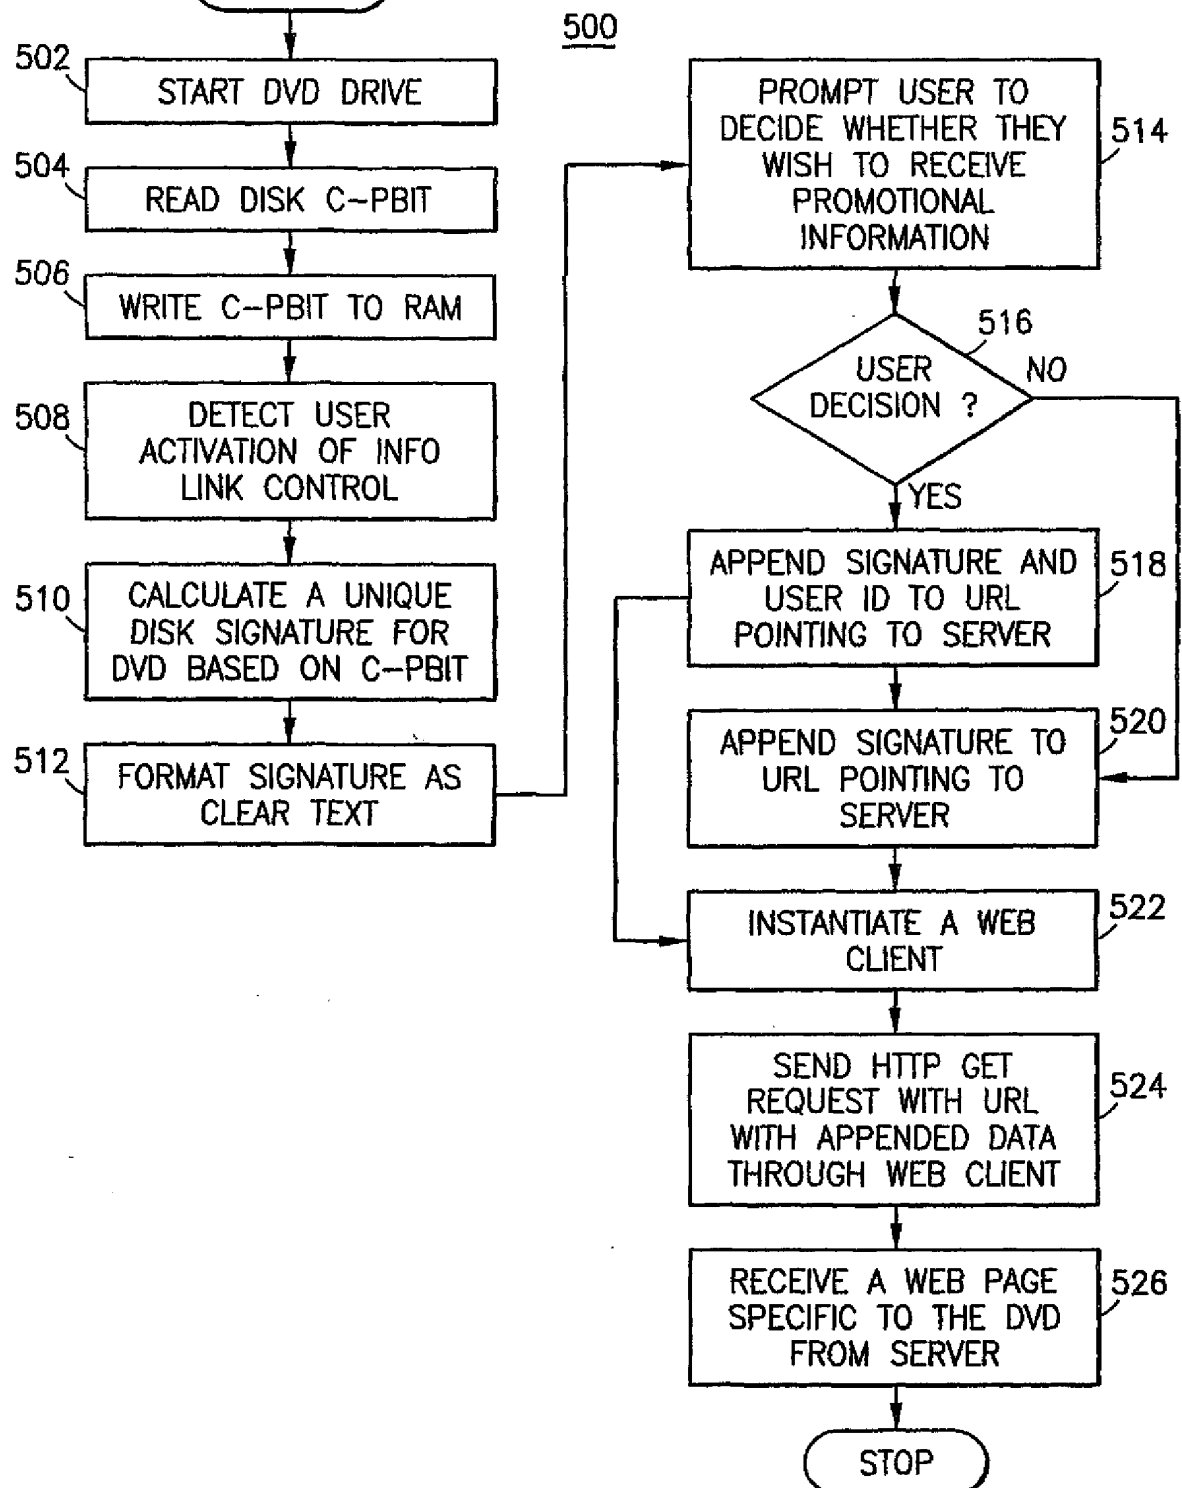 500
502
START DVD DRIVE
504
READ DISK C-PBIT
506
WRITE C-PBIT TO RAM
508
DETECT USER
ACTIVATION OF INFO
LINK CONTROL
510
CALCULATE A UNIQUE
DISK SIGNATURE FOR
DVD BASED ON C-PBIT
512
FORMAT SIGNATURE AS
CLEAR TEXT
PROMPT USER TO
DECIDE WHETHER THEY
WISH TO RECEIVE
PROMOTIONAL
INFORMATION
514
516
USER
DECISION ?
NO
YES
APPEND SIGNATURE AND
USER ID TO URL
POINTING TO SERVER
518
APPEND SIGNATURE TO
URL POINTING TO
SERVER
520
INSTANTIATE A WEB
CLIENT
522
SEND HTTP GET
REQUEST WITH URL
WITH APPENDED DATA
THROUGH WEB CLIENT
524
RECEIVE A WEB PAGE
SPECIFIC TO THE DVD
FROM SERVER
526
STOP